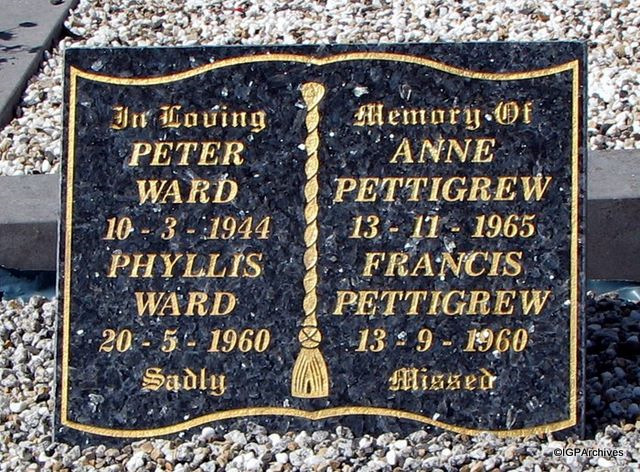 In Loving
PETER
WARD
10 - 3 - 1944
PHYLLIS
WARD
20 - 5 - 1960
Sadly
Memory Of
ANNE
PETTIGREW
13 - 11 - 1965
FRANCIS
PETTIGREW
13 - 9 - 1960
Missed
©IGPArchives